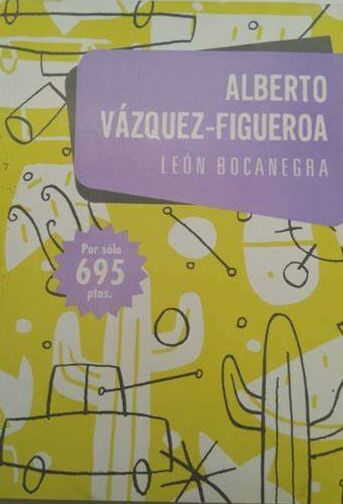 ALBERTO
VÁZQUEZ-FIGUEROA
LEÓN BOCANEGRA
Por sólo
695
ptas.